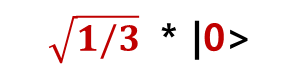 √1/3 * |0>